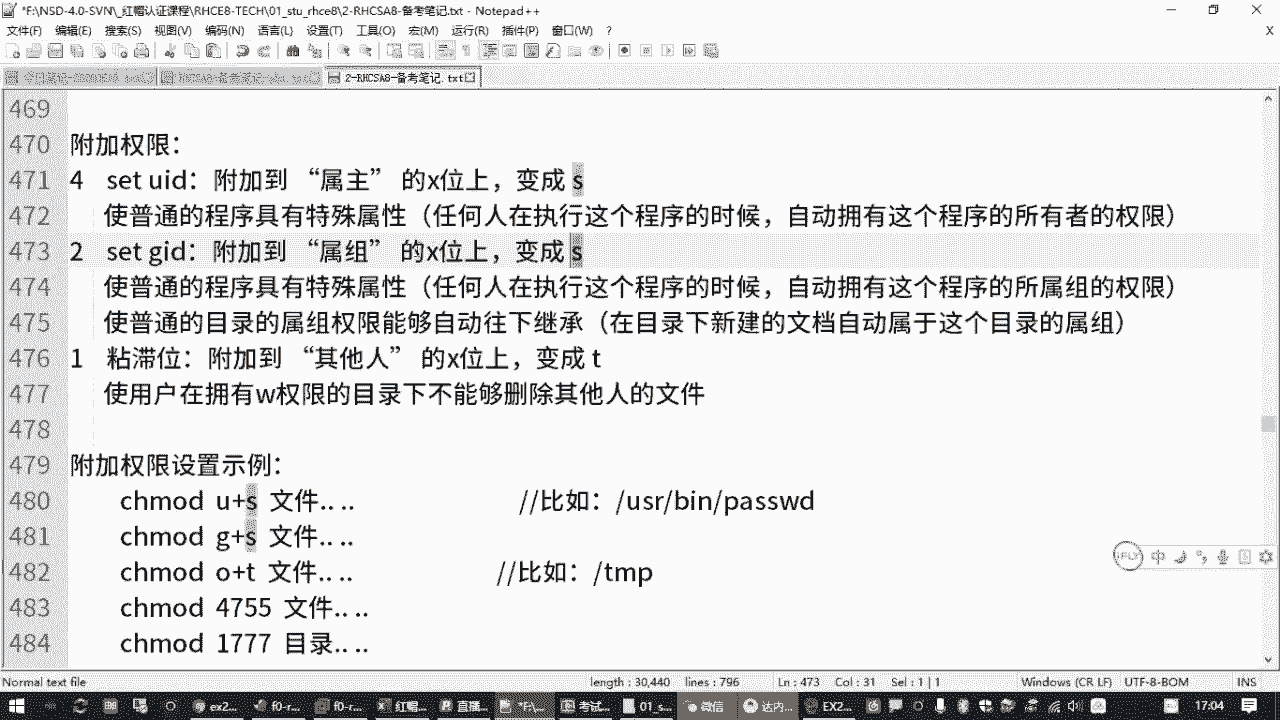 *F:\NSD-4.0-SVN\_红帽认证课程\RHCE8-TECH\01_stu_rhce8\2-RHCSA8-备考笔记.txt - Notepad++
文件(F) 编辑(E) 搜索(S) 视图(V) 编码(N) 语言(L) 设置(T) 工具(O) 宏(M) 运行(R) 插件(P) 窗口(W) ? X
2-RHCSA8-备考笔记.txt
469
470 附加权限：
471 4 set uid：附加到 “属主” 的x位上，变成 s
472 使普通的程序具有特殊属性（任何人在执行这个程序的时候，自动拥有这个程序的所有者的权限）
473 2 set gid：附加到 “属组” 的x位上，变成 s
474 使普通的程序具有特殊属性（任何人在执行这个程序的时候，自动拥有这个程序的所属组的权限）
475 使普通的目录的属组权限能够自动往下继承（在目录下新建的文档自动属于这个目录的属组）
476 1 粘滞位：附加到 “其他人” 的x位上，变成 t
477 使用户在拥有w权限的目录下不能够删除其他人的文件
478
479 附加权限设置示例：
480 chmod u+s 文件.. .. //比如：/usr/bin/passwd
481 chmod g+s 文件.. ..
482 chmod o+t 文件.. .. //比如：/tmp
483 chmod 4755 文件.. ..
484 chmod 1777 目录.. ..
iFLY 中
Normal text file length : 30,440 lines : 796 Ln : 473 Col : 31 Sel : 1 | 1 Windows (CR LF) UTF-8-BOM INS
ex2... f0-r... f0-r... 红帽... 直播... *F:\... 考试... 01_s... 微信 达内... EX2... 17:04